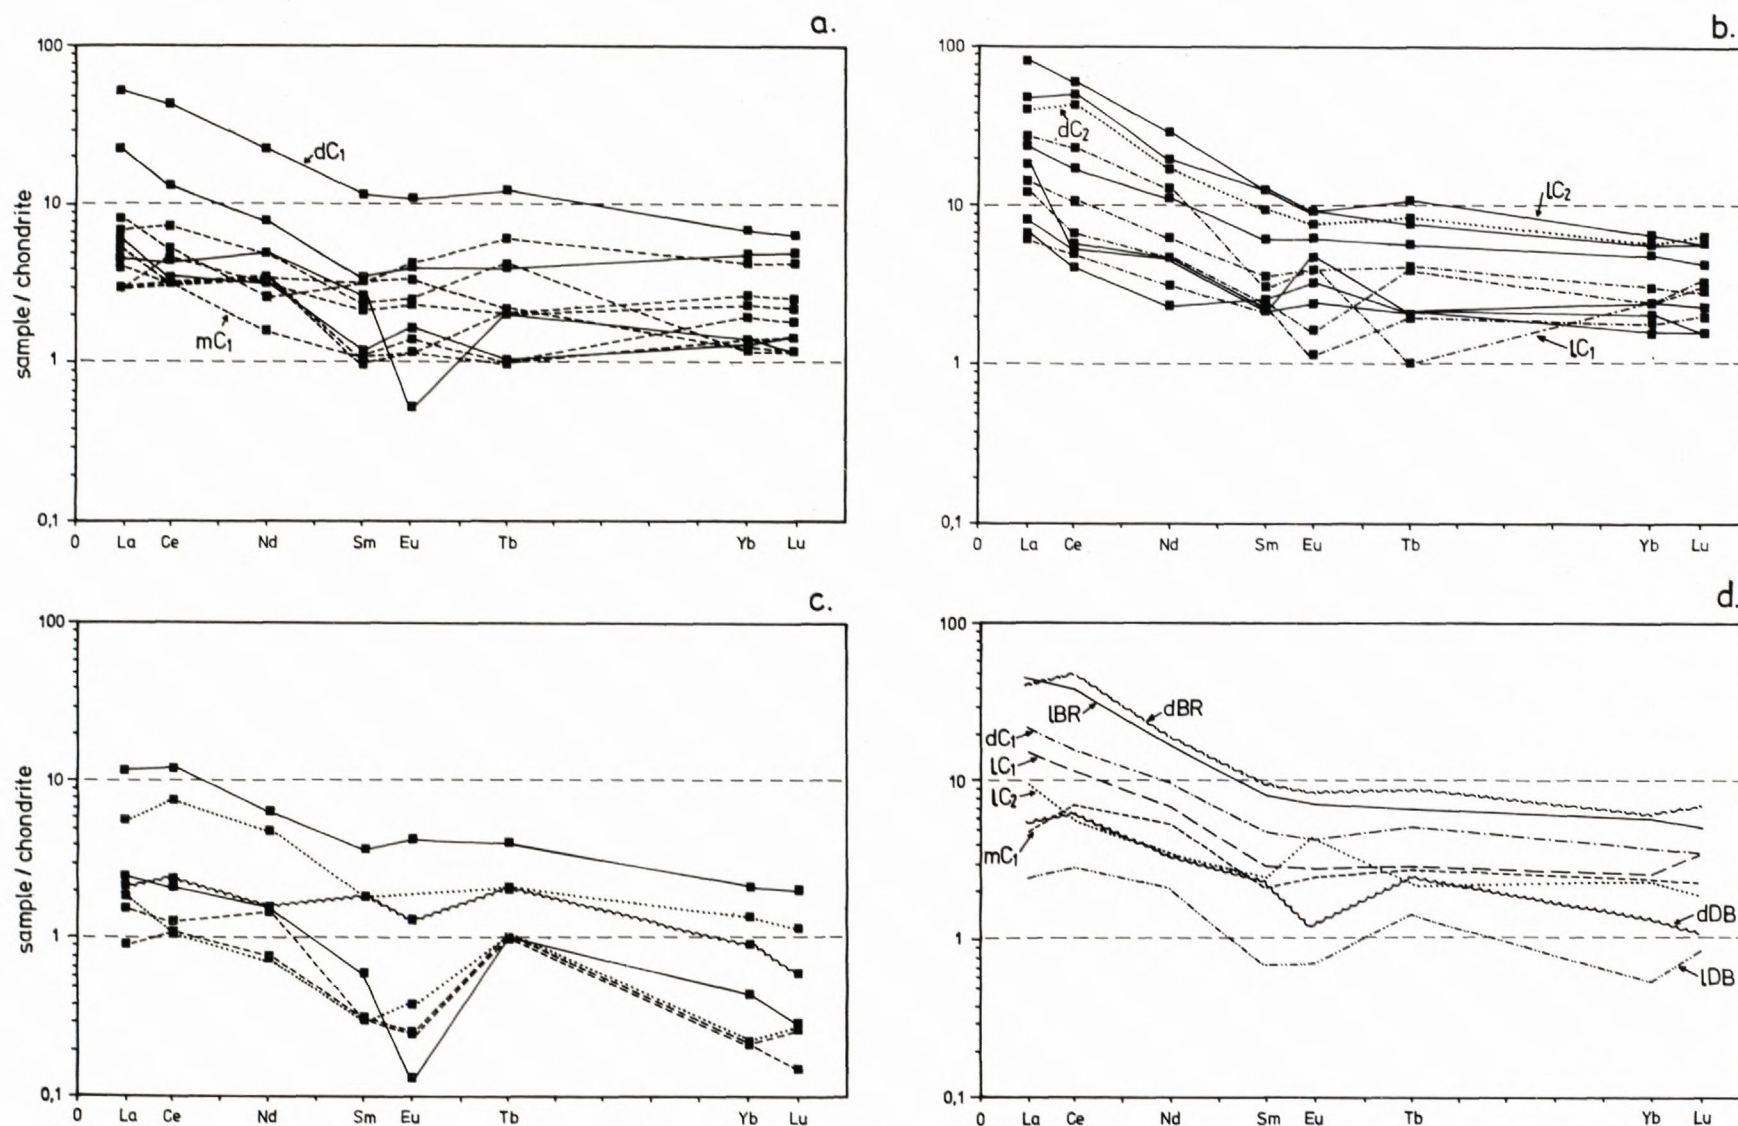 a.
100
10
1
0,1
sample / chondrite
dC1
mC1
0 La Ce Nd Sm Eu Tb Yb Lu
b.
100
10
1
0,1
dC2
lC2
lC1
0 La Ce Nd Sm Eu Tb Yb Lu
c.
100
10
1
0,1
sample / chondrite
0 La Ce Nd Sm Eu Tb Yb Lu
d.
100
10
1
0,1
lBR
dBR
dC1
lC1
lC2
mC1
dDB
lDB
0 La Ce Nd Sm Eu Tb Yb Lu